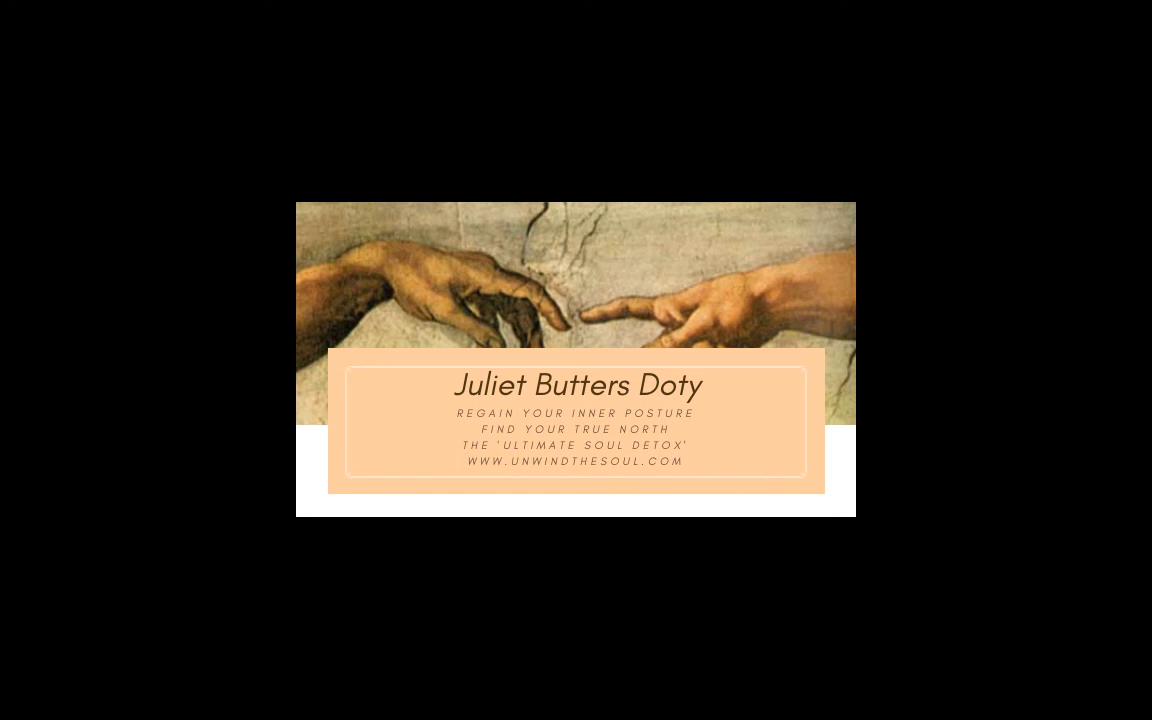 Juliet Butters Doty
REGAIN YOUR INNER POSTURE
FIND YOUR TRUE NORTH
THE 'ULTIMATE SOUL DETOX'
WWW.UNWINDTHESOUL.COM